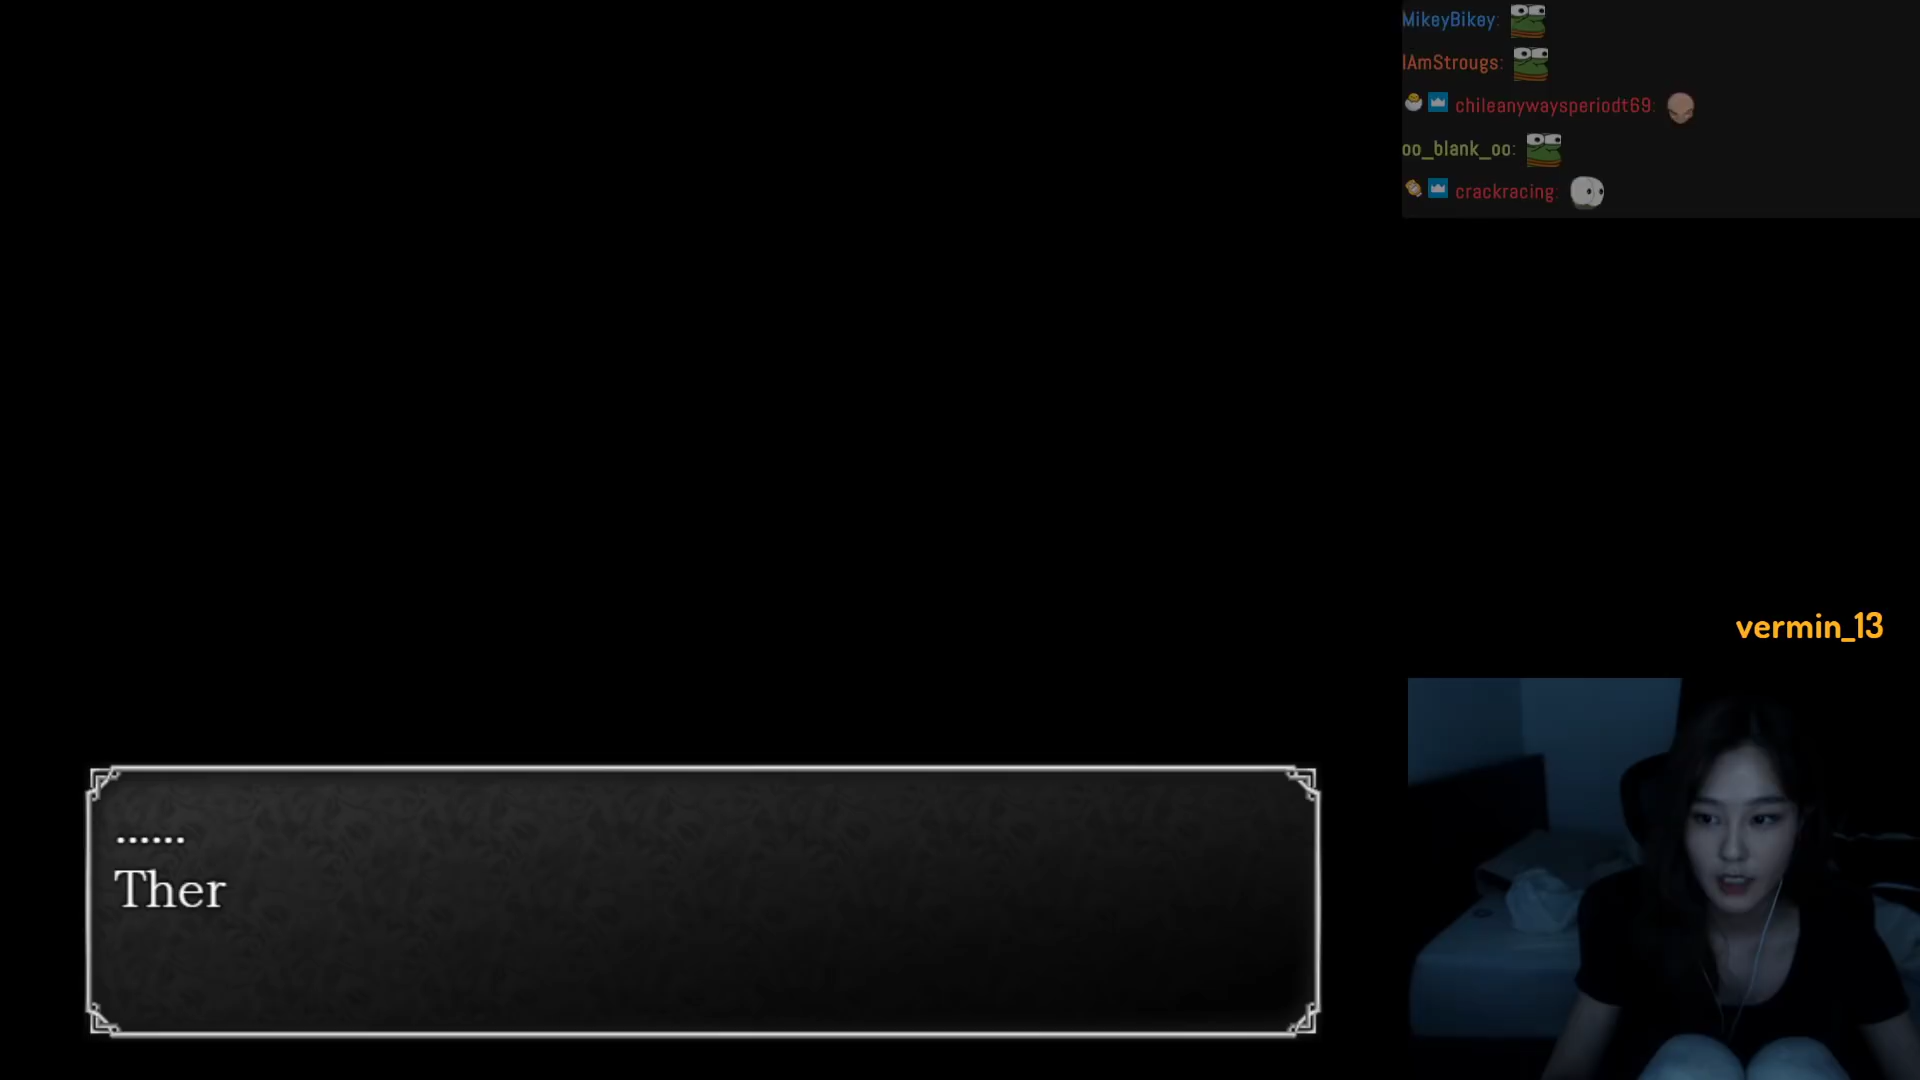 MikeyBikey:
IAmStrougs:
chileanywaysperiodt69:
oo_blank_oo:
crackracing:
vermin_13
......
Ther